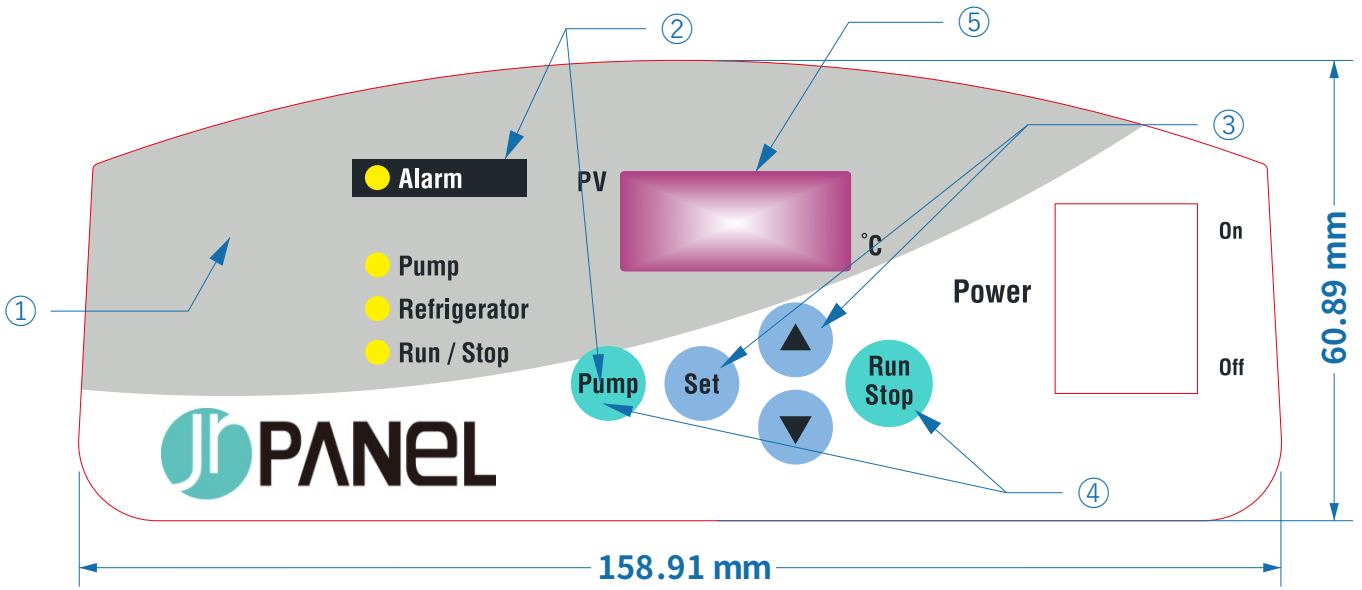 ②
⑤
③
Alarm
PV
°C
Pump
Refrigerator
Run / Stop
①
Pump
Set
▲
▼
Run
Stop
Power
On
Off
④
Jr PANEL
60.89 mm
158.91 mm